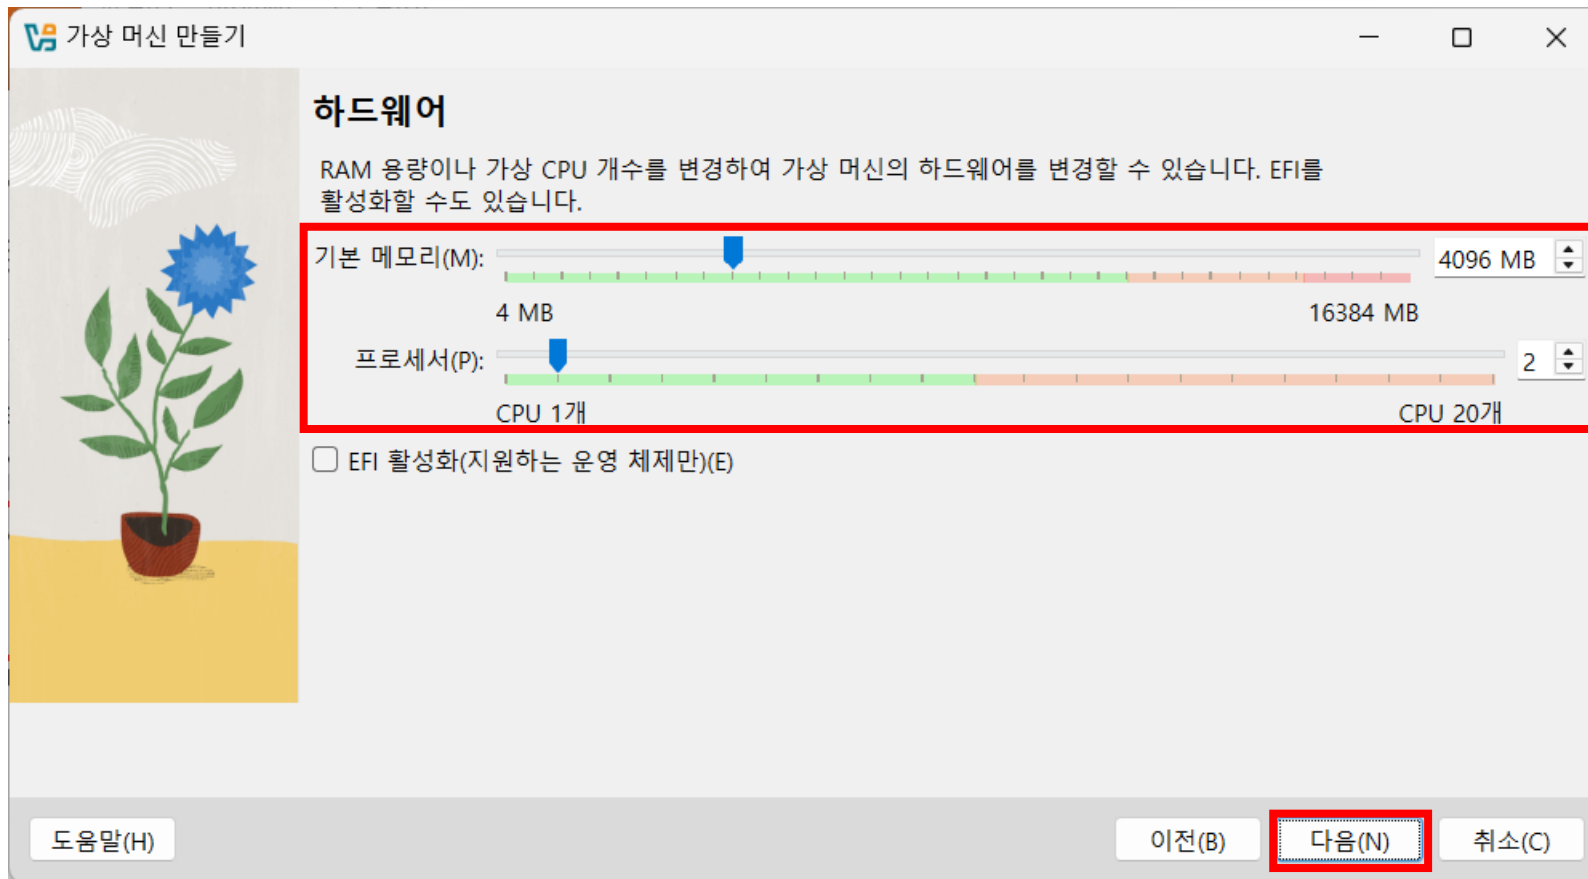 가상 머신 만들기
하드웨어
RAM 용량이나 가상 CPU 개수를 변경하여 가상 머신의 하드웨어를 변경할 수 있습니다. EFI를
활성화할 수도 있습니다.
기본 메모리(M):
4096 MB
4 MB
16384 MB
프로세서(P):
2
CPU 1개
CPU 20개
EFI 활성화(지원하는 운영 체제만)(E)
도움말(H)
이전(B)
다음(N)
취소(C)